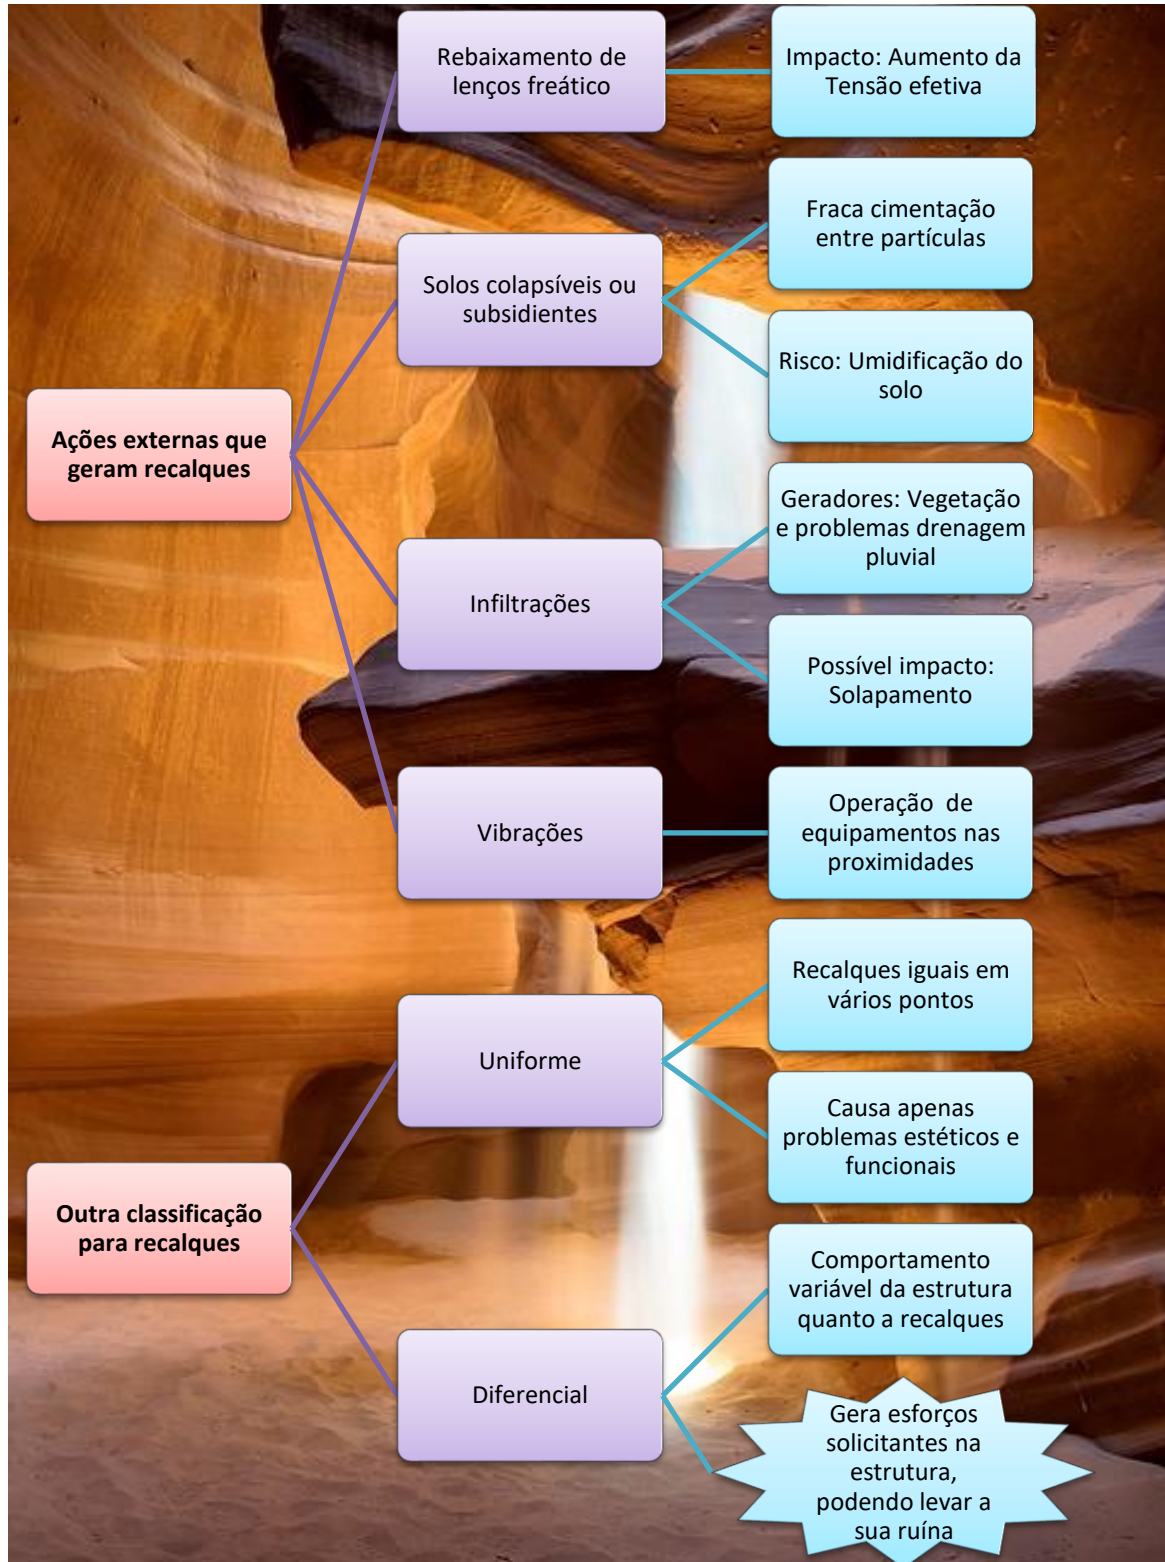 Rebaixamento de
lenços freático
Impacto: Aumento da
Tensão efetiva
Solos colapsíveis ou
subsidientes
Fraca cimentação
entre partículas
Risco: Umidificação do
solo
Ações externas que
geram recalques
Infiltrações
Geradores: Vegetação
e problemas drenagem
pluvial
Possível impacto:
Solapamento
Vibrações
Operação de
equipamentos nas
proximidades
Outra classificação
para recalques
Uniforme
Recalques iguais em
vários pontos
Causa apenas
problemas estéticos e
funcionais
Diferencial
Comportamento
variável da estrutura
quanto a recalques
Gera esforços
solicitantes na
estrutura,
podendo levar a
sua ruína